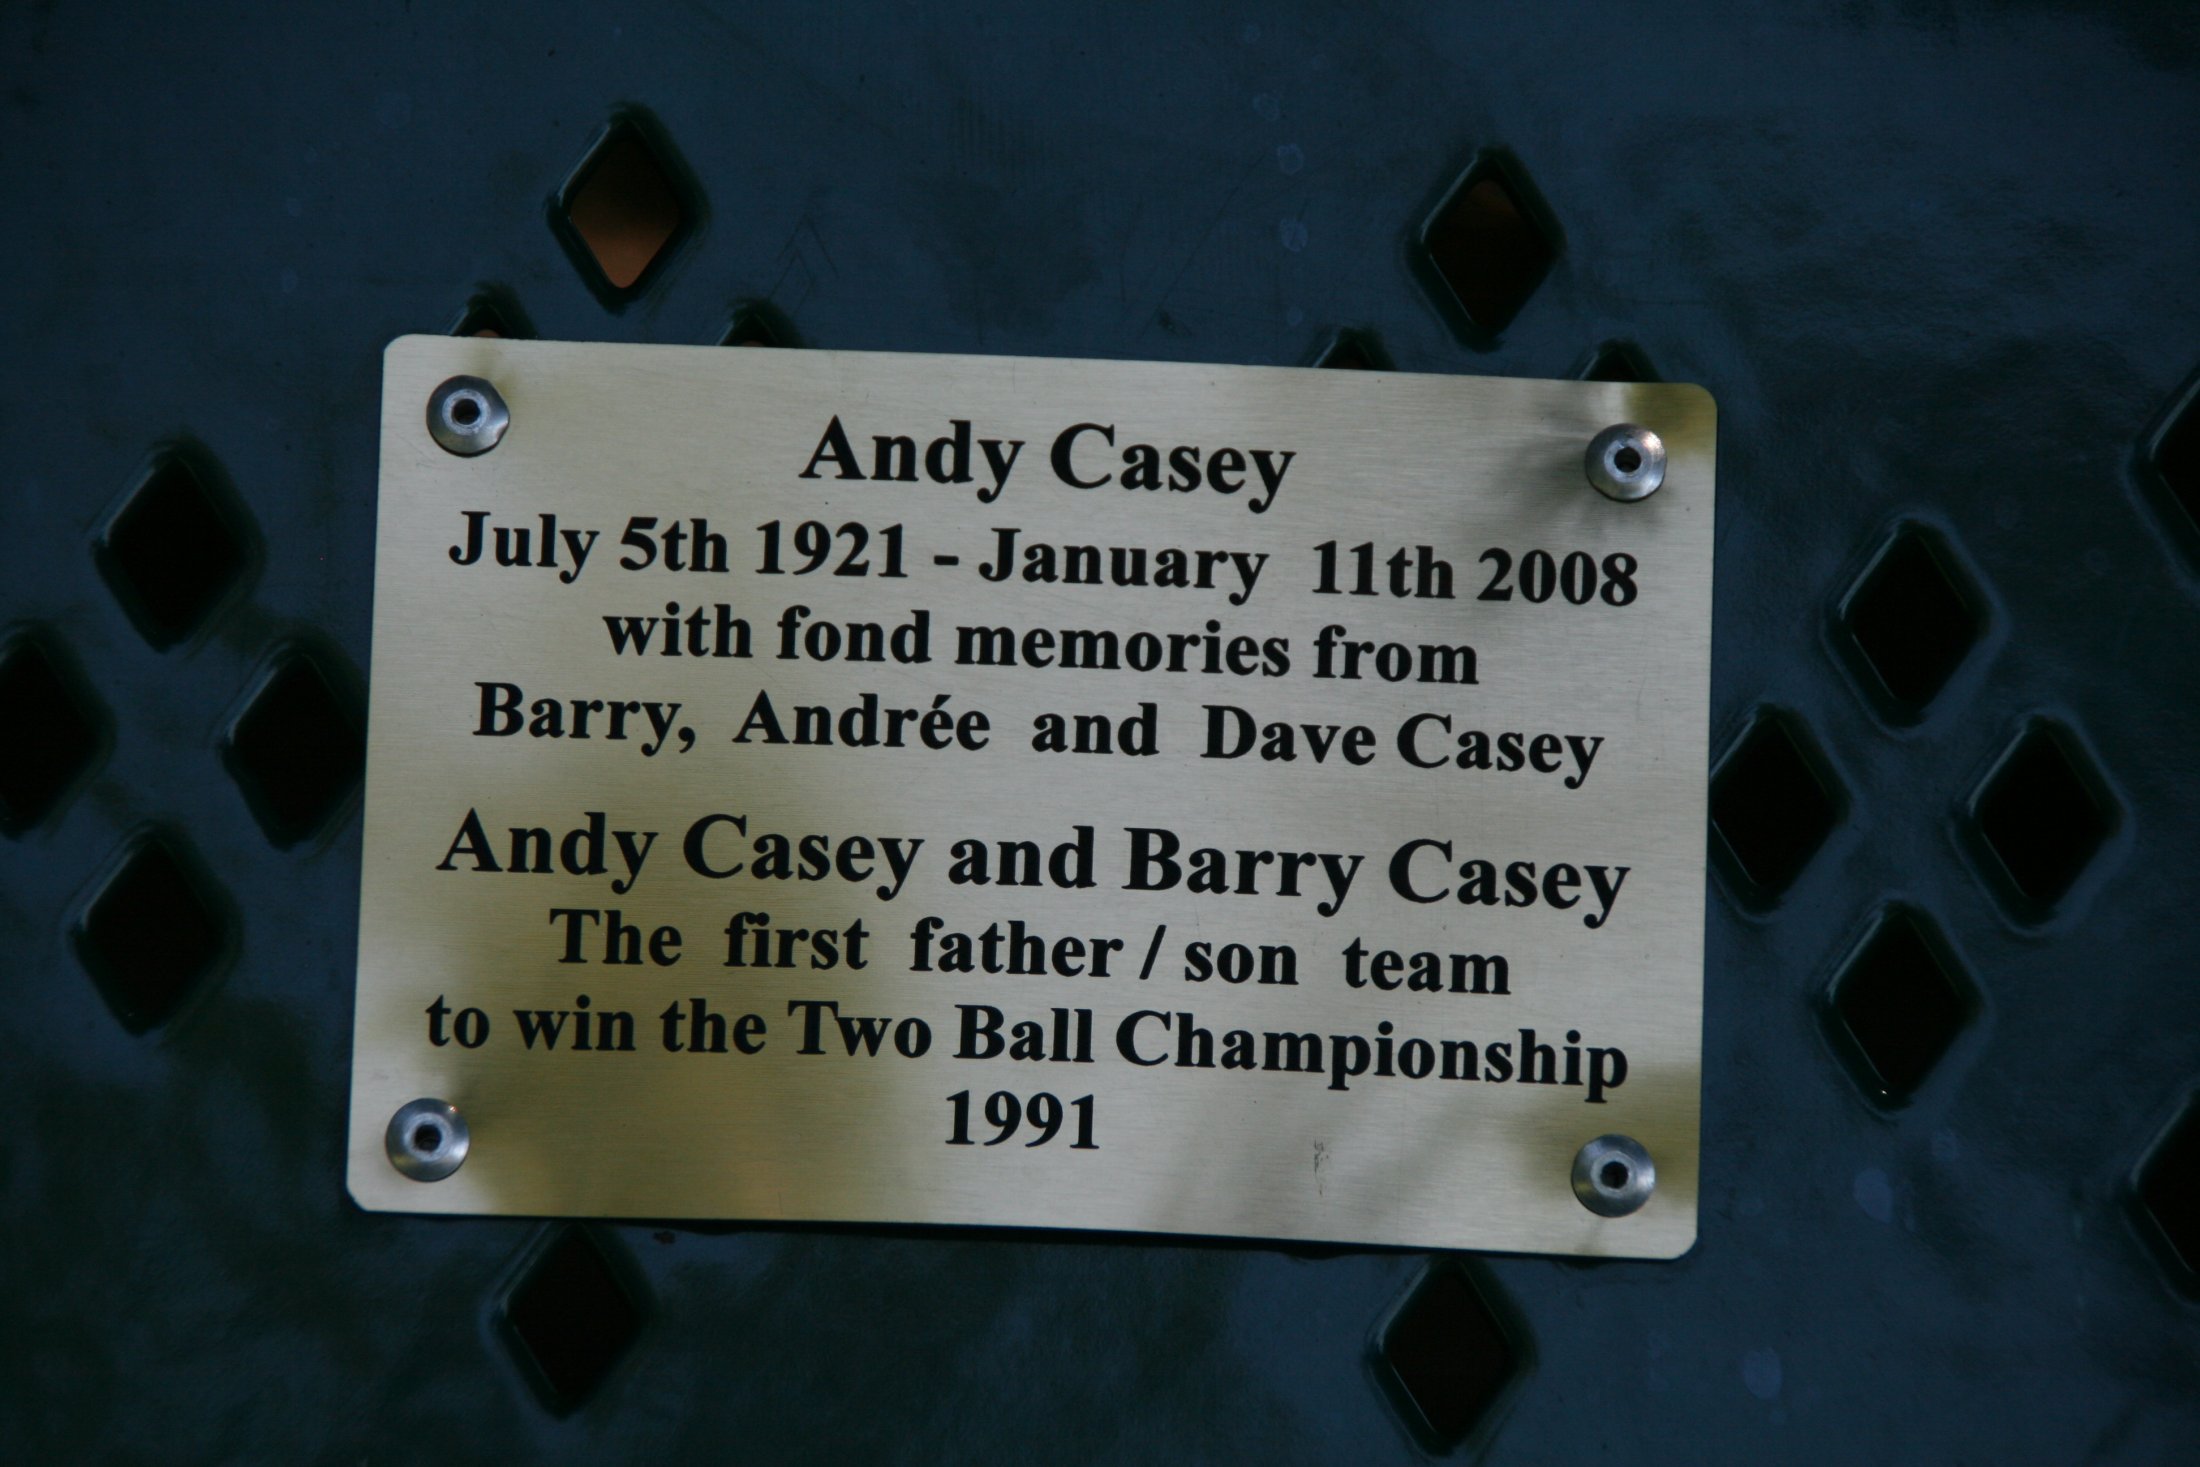 Andy Casey
July 5th 1921 - January 11th 2008
with fond memories from
Barry, Andrée and Dave Casey
Andy Casey and Barry Casey
The first father / son team
to win the Two Ball Championship
1991